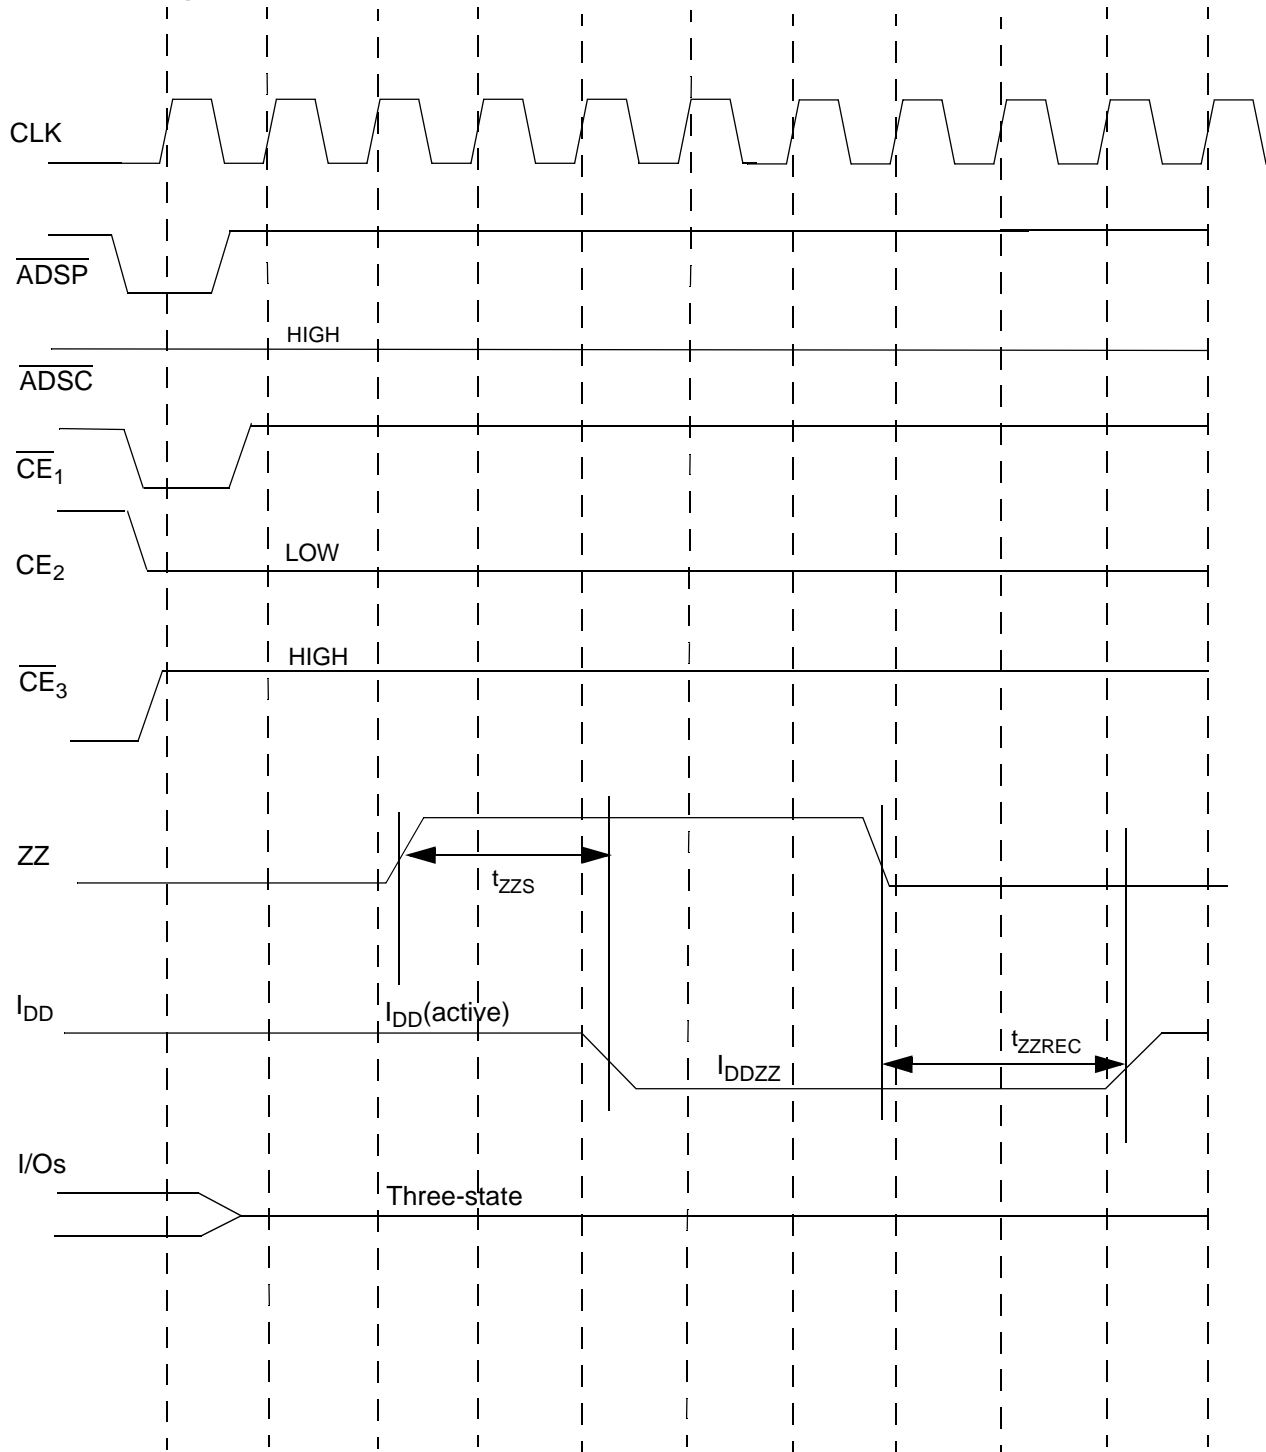 CLK
ADSP
HIGH
ADSC
CE1
LOW
CE2
HIGH
CE3
ZZ
tZZS
IDD
IDD(active)
tZZREC
IDDZZ
I/Os
Three-state